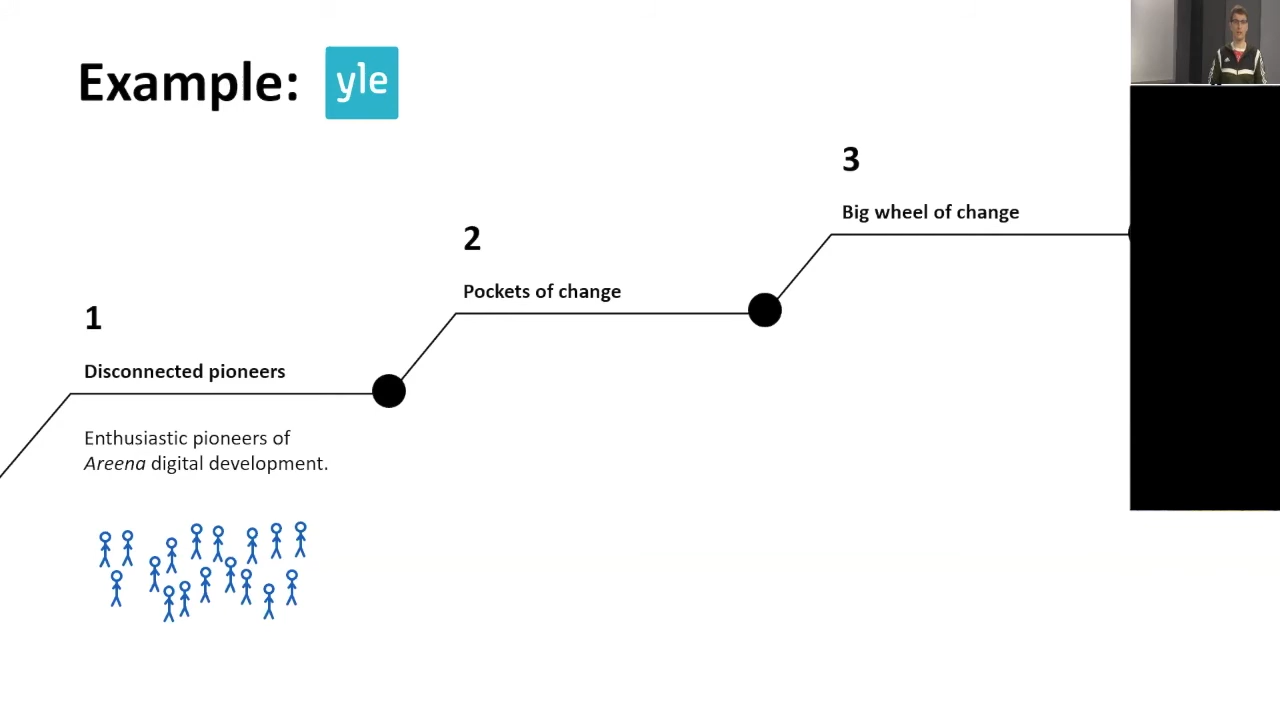 Example: yle
3
Big wheel of change
2
Pockets of change
1
Disconnected pioneers
Enthusiastic pioneers of
Areena digital development.